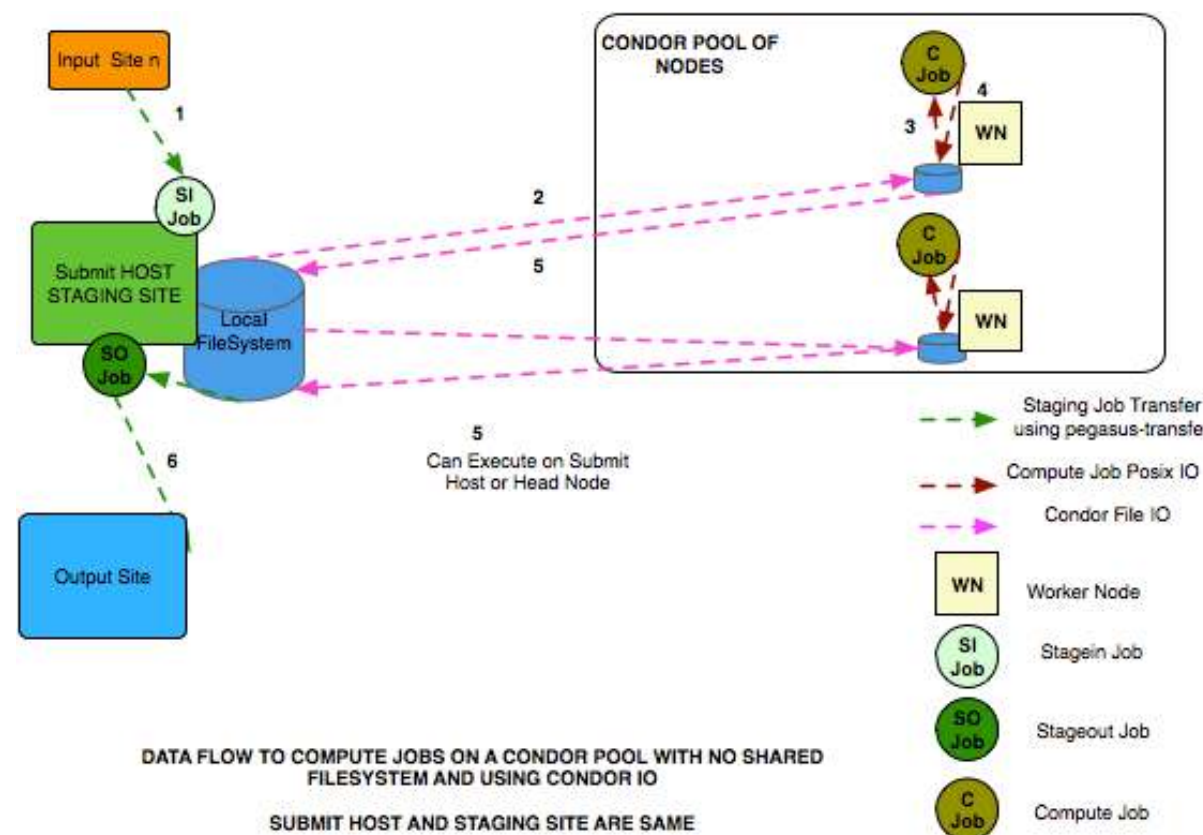 Input Site n
1
SI
Job
Submit HOST
STAGING SITE
Local
FileSystem
SO
Job
6
Output Site
2
5
5
Can Execute on Submit
Host or Head Node
CONDOR POOL OF
NODES
C
Job
4
3
WN
C
Job
WN
Staging Job Transfer
using pegasus-transfe
Compute Job Posix IO
Condor File IO
WN
Worker Node
SI
Job
Stagein Job
SO
Job
Stageout Job
C
Job
Compute Job
DATA FLOW TO COMPUTE JOBS ON A CONDOR POOL WITH NO SHARED
FILESYSTEM AND USING CONDOR IO
SUBMIT HOST AND STAGING SITE ARE SAME